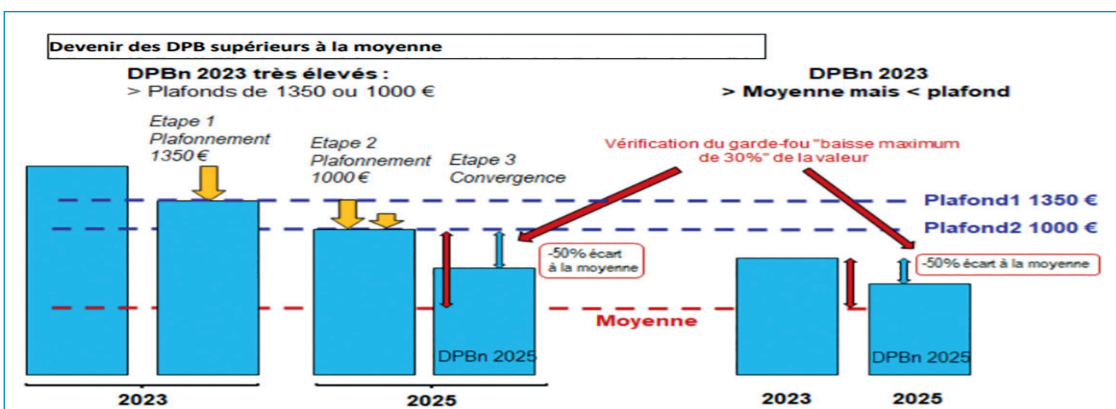 Devenir des DPB supérieurs à la moyenne
DPBn 2023 très élevés :
> Plafonds de 1350 ou 1000 €
DPBn 2023
> Moyenne mais < plafond
Etape 1
Plafonnement
1350 €
Etape 2
Plafonnement
1000 €
Etape 3
Convergence
Vérification du garde-fou "baisse maximum
de 30%" de la valeur
Plafond1 1350 €
Plafond2 1000 €
-50% écart
à la moyenne
-50% écart à la moyenne
Moyenne
DPBn 2025
DPBn 2025
2023
2025
2023
2025